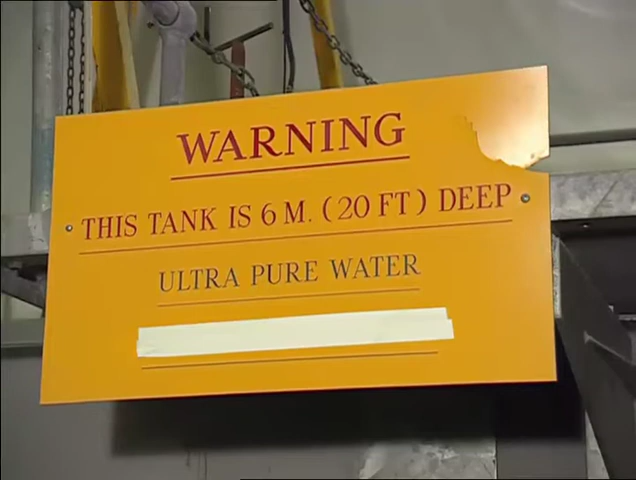 WARNING
THIS TANK IS 6 M. (20 FT) DEEP
ULTRA PURE WATER